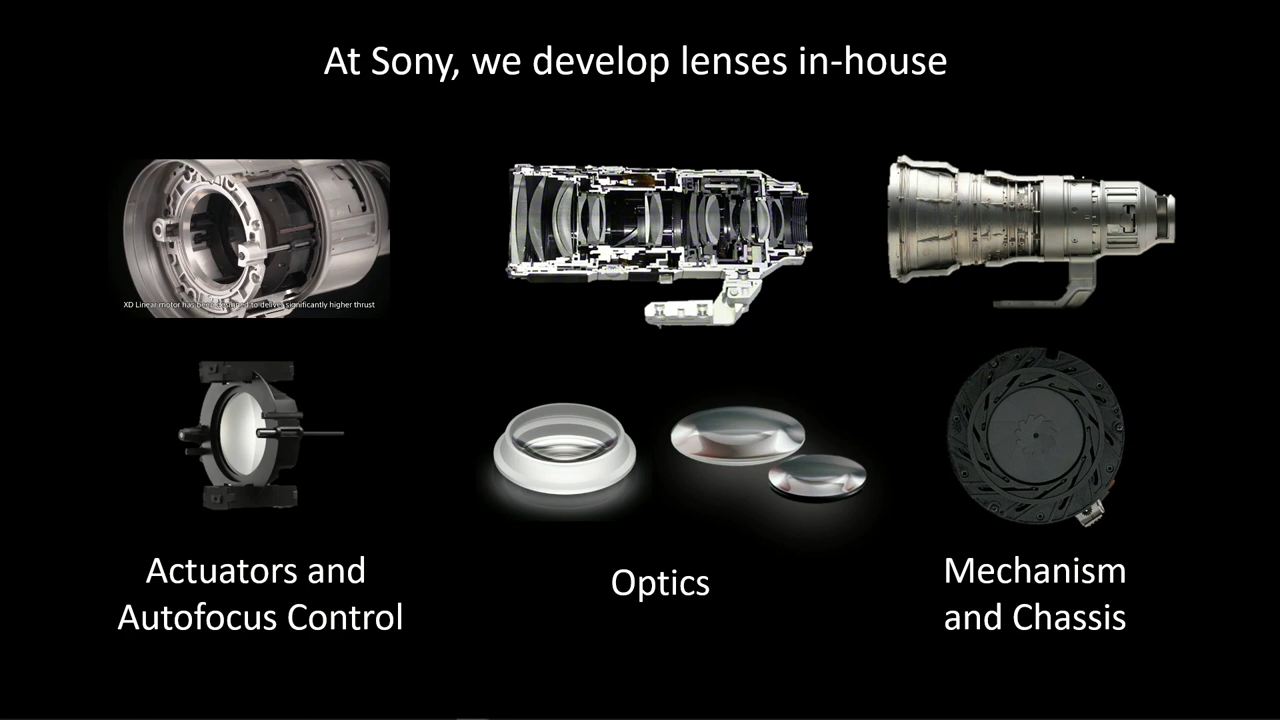 At Sony, we develop lenses in-house
XD Linear motor has been designed to deliver significantly higher thrust
Actuators and
Autofocus Control
Optics
Mechanism
and Chassis